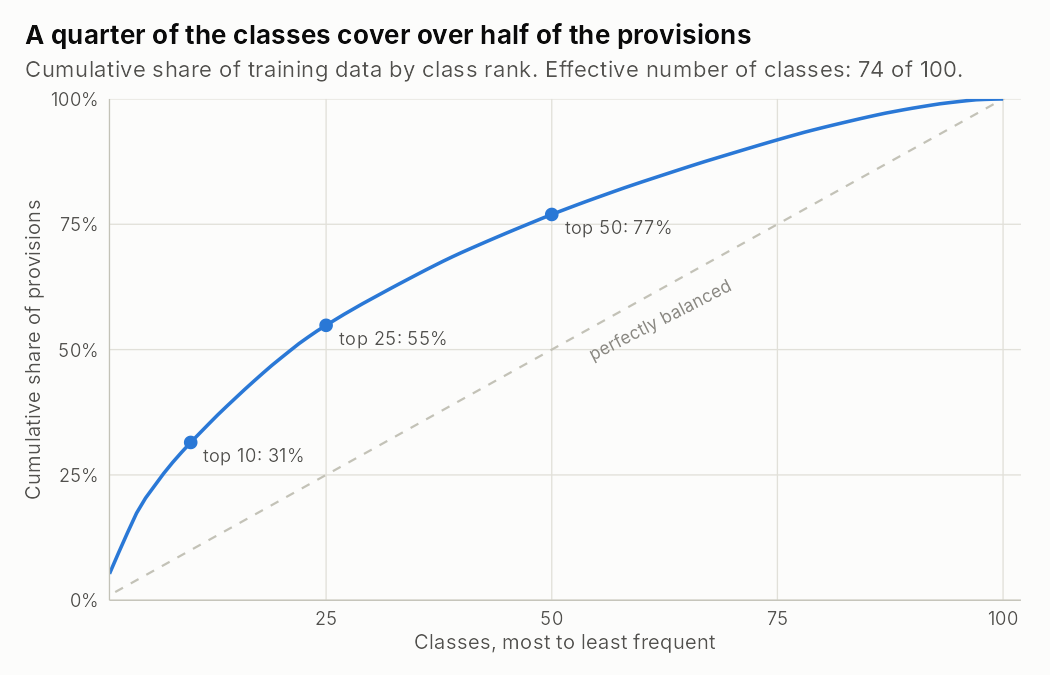 A quarter of the classes cover over half of the provisions
Cumulative share of training data by class rank. Effective number of classes: 74 of 100.
Cumulative share of provisions
100%
75%
50%
25%
0%
top 50: 77%
perfectly balanced
top 25: 55%
top 10: 31%
25
50
75
100
Classes, most to least frequent